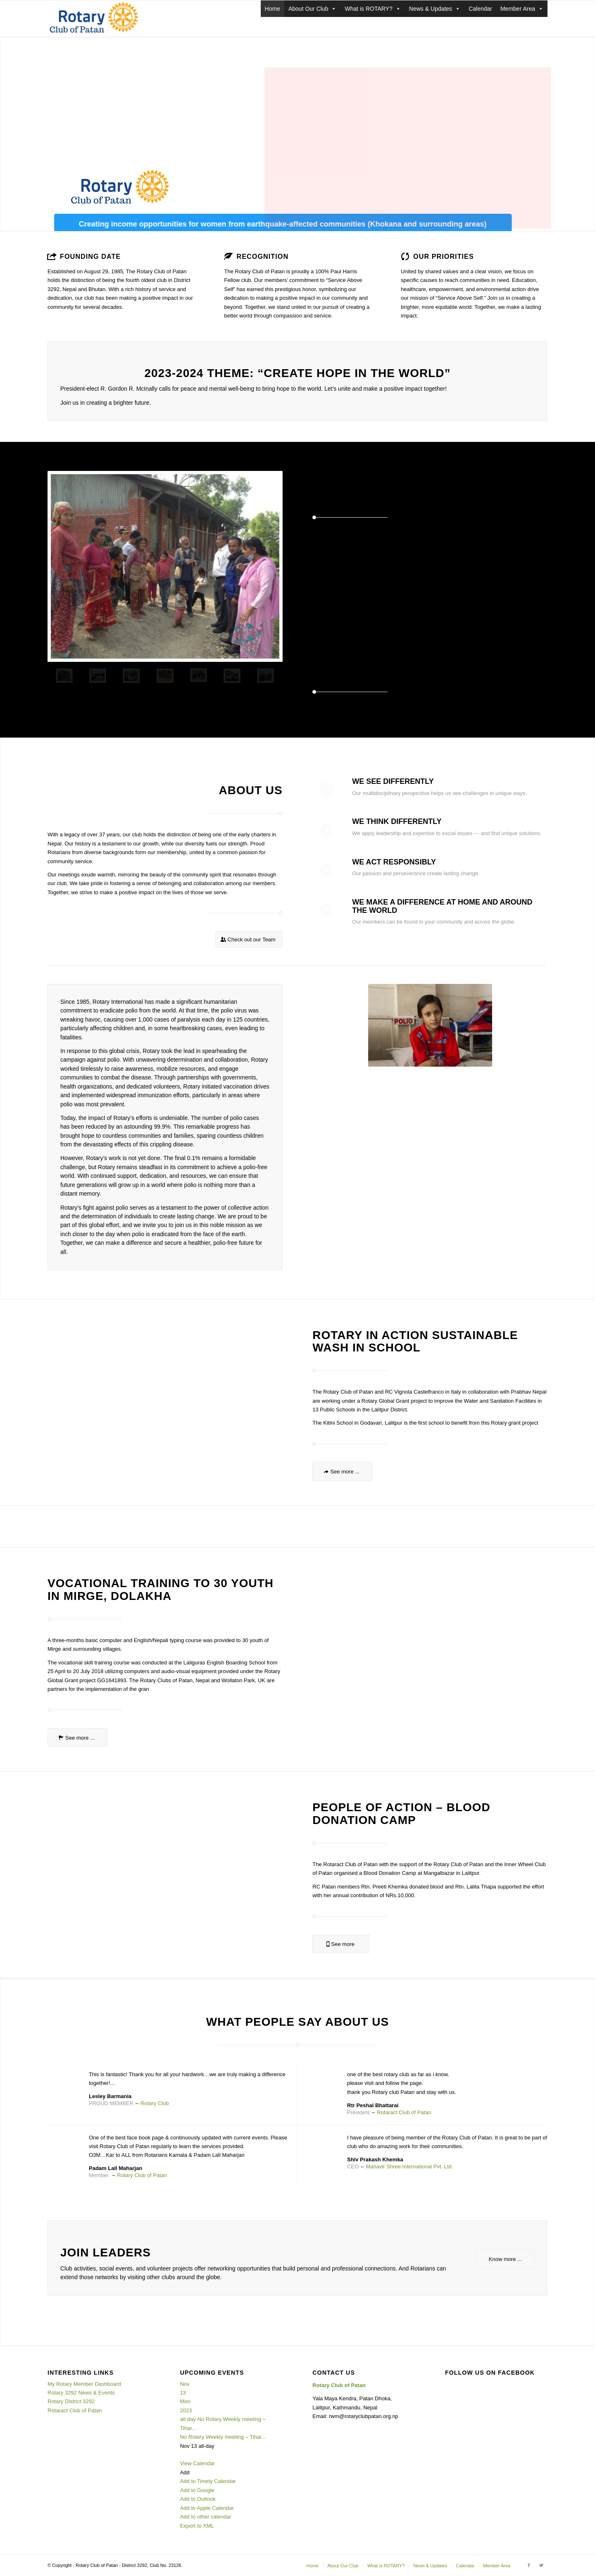 Rotary
Club of Patan
Home
About Our Club
What is ROTARY?
News & Updates
Calendar
Member Area
Rotary
Club of Patan
Creating income opportunities for women from earthquake-affected communities (Khokana and surrounding areas)
FOUNDING DATE
Established on August 29, 1985, The Rotary Club of Patan
holds the distinction of being the fourth oldest club in District
3292, Nepal and Bhutan. With a rich history of service and
dedication, our club has been making a positive impact in our
community for several decades.
RECOGNITION
The Rotary Club of Patan is proudly a 100% Paul Harris
Fellow club. Our members' commitment to "Service Above
Self" has earned this prestigious honor, symbolizing our
dedication to making a positive impact in our community and
beyond. Together, we stand united in our pursuit of creating a
better world through compassion and service.
OUR PRIORITIES
United by shared values and a clear vision, we focus on
specific causes to reach communities in need. Education,
healthcare, empowerment, and environmental action drive
our mission of "Service Above Self." Join us in creating a
brighter, more equitable world. Together, we make a lasting
impact.
2023-2024 THEME: “CREATE HOPE IN THE WORLD”
President-elect R. Gordon R. McInally calls for peace and mental well-being to bring hope to the world. Let's unite and make a positive impact together!
Join us in creating a brighter future.
ABOUT US
With a legacy of over 37 years, our club holds the distinction of being one of the early charters in
Nepal. Our history is a testament to our growth, while our diversity fuels our strength. Proud
Rotarians from diverse backgrounds form our membership, united by a common passion for
community service.
Our meetings exude warmth, mirroring the beauty of the community spirit that resonates through
our club. We take pride in fostering a sense of belonging and collaboration among our members.
Together, we strive to make a positive impact on the lives of those we serve.
Check out our Team
WE SEE DIFFERENTLY
Our multidisciplinary perspective helps us see challenges in unique ways.
WE THINK DIFFERENTLY
We apply leadership and expertise to social issues — and find unique solutions.
WE ACT RESPONSIBLY
Our passion and perseverance create lasting change.
WE MAKE A DIFFERENCE AT HOME AND AROUND
THE WORLD
Our members can be found in your community and across the globe.
Since 1985, Rotary International has made a significant humanitarian
commitment to eradicate polio from the world. At that time, the polio virus was
wreaking havoc, causing over 1,000 cases of paralysis each day in 125 countries,
particularly affecting children and, in some heartbreaking cases, even leading to
fatalities.
In response to this global crisis, Rotary took the lead in spearheading the
campaign against polio. With unwavering determination and collaboration, Rotary
worked tirelessly to raise awareness, mobilize resources, and engage
communities to combat the disease. Through partnerships with governments,
health organizations, and dedicated volunteers, Rotary initiated vaccination drives
and implemented widespread immunization efforts, particularly in areas where
polio was most prevalent.
Today, the impact of Rotary's efforts is undeniable. The number of polio cases
has been reduced by an astounding 99.9%. This remarkable progress has
brought hope to countless communities and families, sparing countless children
from the devastating effects of this crippling disease.
However, Rotary's work is not yet done. The final 0.1% remains a formidable
challenge, but Rotary remains steadfast in its commitment to achieve a polio-free
world. With continued support, dedication, and resources, we can ensure that
future generations will grow up in a world where polio is nothing more than a
distant memory.
Rotary's fight against polio serves as a testament to the power of collective action
and the determination of individuals to create lasting change. We are proud to be
part of this global effort, and we invite you to join us in this noble mission as we
inch closer to the day when polio is eradicated from the face of the earth.
Together, we can make a difference and secure a healthier, polio-free future for
all.
POLIO
ROTARY IN ACTION SUSTAINABLE
WASH IN SCHOOL
The Rotary Club of Patan and RC Vignola Castelfranco in Italy in collaboration with Prabhav Nepal
are working under a Rotary Global Grant project to improve the Water and Sanitation Facilities in
13 Public Schools in the Lalitpur District.
The Kitini School in Godavari, Lalitpur is the first school to benefit from this Rotary grant project
See more ...
VOCATIONAL TRAINING TO 30 YOUTH
IN MIRGE, DOLAKHA
A three-months basic computer and English/Nepali typing course was provided to 30 youth of
Mirge and surrounding villages.
The vocational skill training course was conducted at the Laliguras English Boarding School from
25 April to 20 July 2018 utilizing computers and audio-visual equipment provided under the Rotary
Global Grant project GG1641893. The Rotary Clubs of Patan, Nepal and Wollaton Park, UK are
partners for the implementation of the gran
See more ...
PEOPLE OF ACTION – BLOOD
DONATION CAMP
The Rotaract Club of Patan with the support of the Rotary Club of Patan and the Inner Wheel Club
of Patan organised a Blood Donation Camp at Mangalbazar in Lalitpur.
RC Patan members Rtn. Preeti Khemka donated blood and Rtn. Lalita Thapa supported the effort
with her annual contribution of NRs.10,000.
See more
WHAT PEOPLE SAY ABOUT US
This is fantastic! Thank you for all your hardwork...we are truly making a difference
together!...
Lesley Barmania
PROUD MEMBER – Rotary Club
one of the best rotary club as far as i know.
please visit and follow the page.
thank you Rotary club Patan and stay with us.
Rtr Peshal Bhattarai
President – Rotaract Club of Patan
One of the best face book page & continuously updated with current events. Please
visit Rotary Club of Patan regularly to learn the services provided.
O3M. ..Kar to ALL from Rotarians Kamala & Padam Lall Maharjan
Padam Lall Maharjan
Member – Rotary Club of Patan
I have pleasure of being member of the Rotary Club of Patan. It is great to be part of
club who do amazing work for their communities.
Shiv Prakash Khemka
CEO – Mahavir Shree International Pvt. Ltd.
JOIN LEADERS
Club activities, social events, and volunteer projects offer networking opportunities that build personal and professional connections. And Rotarians can
extend those networks by visiting other clubs around the globe.
Know more ...
INTERESTING LINKS
My Rotary Member Dashboard
Rotary 3292 News & Events
Rotary District 3292
Rotaract Club of Patan
UPCOMING EVENTS
Nov
13
Mon
2023
all-day No Rotary Weekly meeting –
Tihar...
No Rotary Weekly meeting – Tihar...
Nov 13 all-day
View Calendar
Add
Add to Timely Calendar
Add to Google
Add to Outlook
Add to Apple Calendar
Add to other calendar
Export to XML
CONTACT US
Rotary Club of Patan
Yala Maya Kendra, Patan Dhoka,
Lalitpur, Kathmandu, Nepal
Email: rwm@rotaryclubpatan.org.np
FOLLOW US ON FACEBOOK
© Copyright - Rotary Club of Patan - District 3292, Club No. 23126
Home
About Our Club
What is ROTARY?
News & Updates
Calendar
Member Area